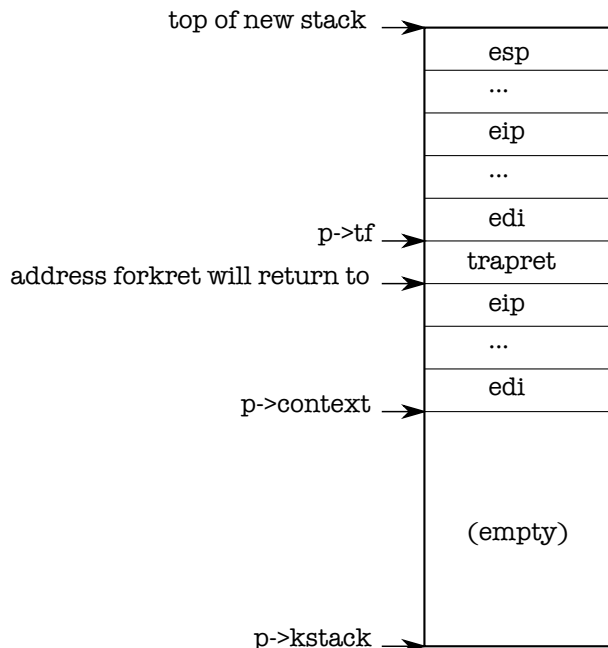 top of new stack
esp
...
eip
...
edi
p->tf
trapret
address forkret will return to
eip
...
edi
p->context
(empty)
p->kstack